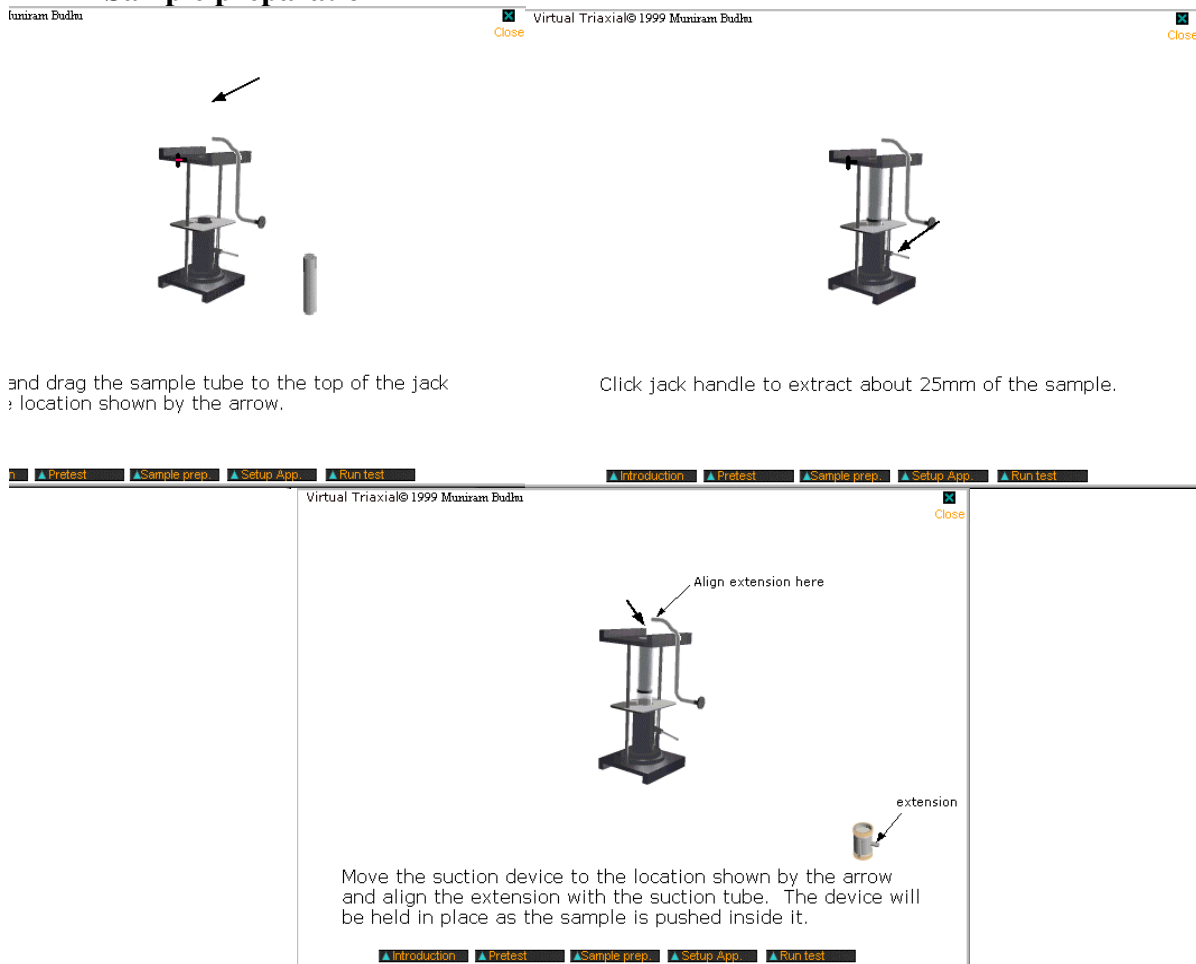 Sample preparation
uniram Budhu
Close
and drag the sample tube to the top of the jack
location shown by the arrow.
n ▲Pretest ▲Sample prep. ▲Setup App. ▲Run test
Virtual Triaxial© 1999 Muniram Budhu
Close
Click jack handle to extract about 25mm of the sample.
▲Introduction ▲Pretest ▲Sample prep. ▲Setup App. ▲Run test
Virtual Triaxial© 1999 Muniram Budhu
Close
Align extension here
extension
Move the suction device to the location shown by the arrow
and align the extension with the suction tube. The device will
be held in place as the sample is pushed inside it.
▲Introduction ▲Pretest ▲Sample prep. ▲Setup App. ▲Run test